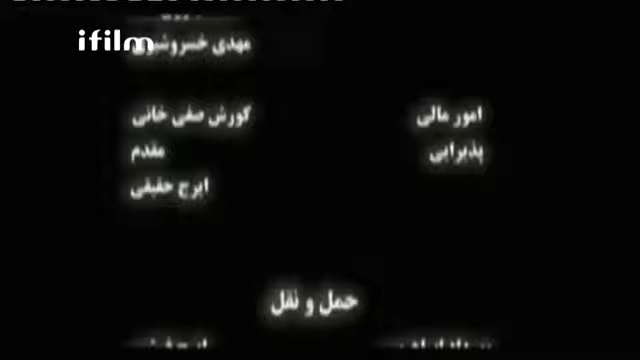 ifilm
مهدی خسروشیری
امور مالی کورش صفی خانی
پذیرایی مقدم
ایرج حقیقی
حمل و نقل